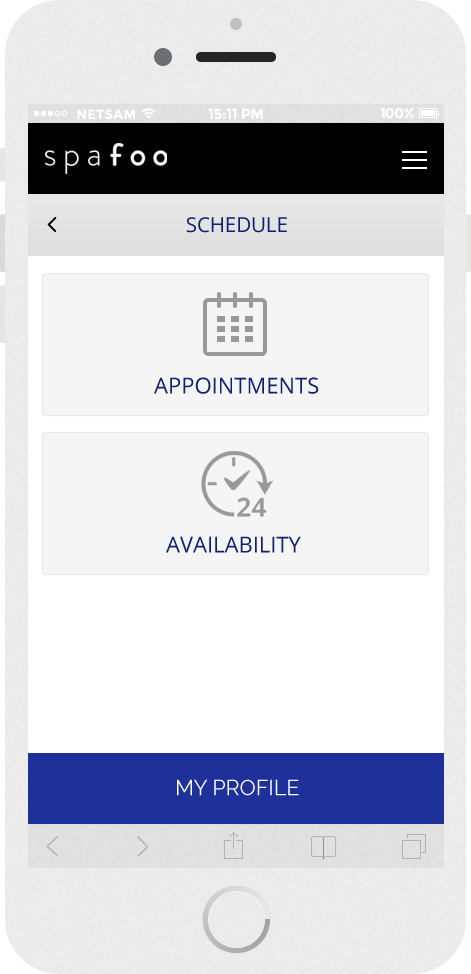 NETSAM 15:11 PM 100%
spafoo
SCHEDULE
APPOINTMENTS
24
AVAILABILITY
MY PROFILE